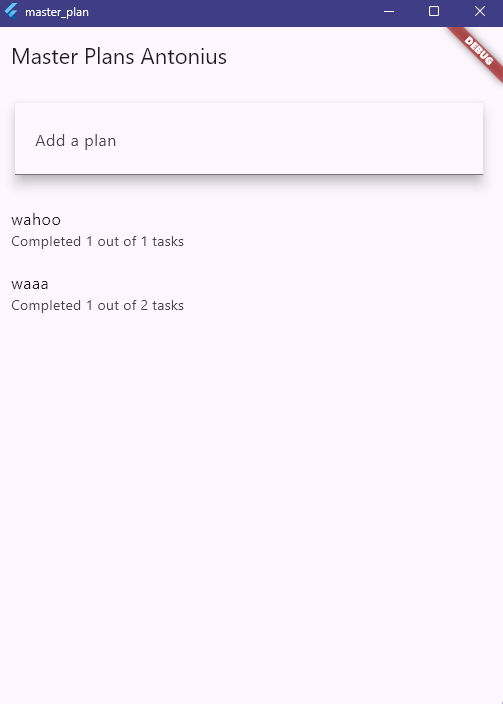 master_plan
DEBUG
Master Plans Antonius
Add a plan
wahoo
Completed 1 out of 1 tasks
waaa
Completed 1 out of 2 tasks